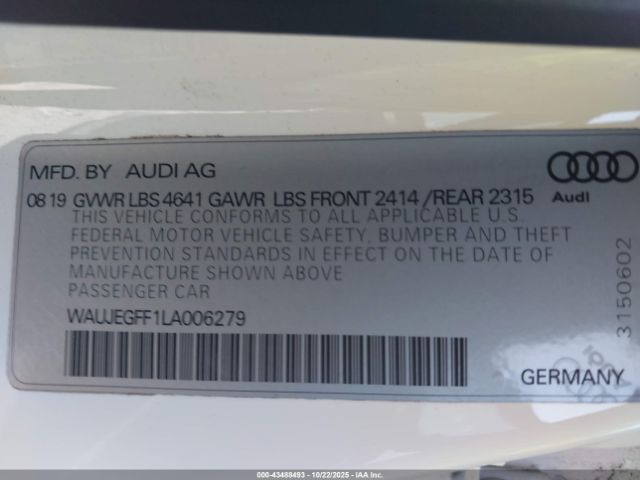 MFD. BY AUDI AG
Audi
08 19 GVWR LBS 4641 GAWR LBS FRONT 2414 /REAR 2315
THIS VEHICLE CONFORMS TO ALL APPLICABLE U.S.
FEDERAL MOTOR VEHICLE SAFETY, BUMPER AND THEFT
PREVENTION STANDARDS IN EFFECT ON THE DATE OF
MANUFACTURE SHOWN ABOVE
PASSENGER CAR
WAUJEGFF1LA006279
3150602
GERMANY
000-43488493 - 10/22/2025 - IAA Corp.